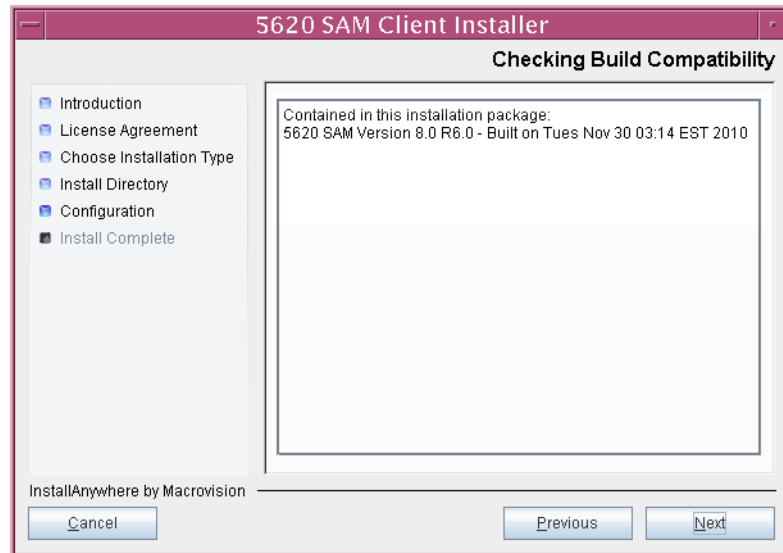 5620 SAM Client Installer
Checking Build Compatibility
Introduction
License Agreement
Choose Installation Type
Install Directory
Configuration
Install Complete
Contained in this installation package:
5620 SAM Version 8.0 R6.0 - Built on Tues Nov 30 03:14 EST 2010
InstallAnywhere by Macrovision
Cancel
Previous
Next